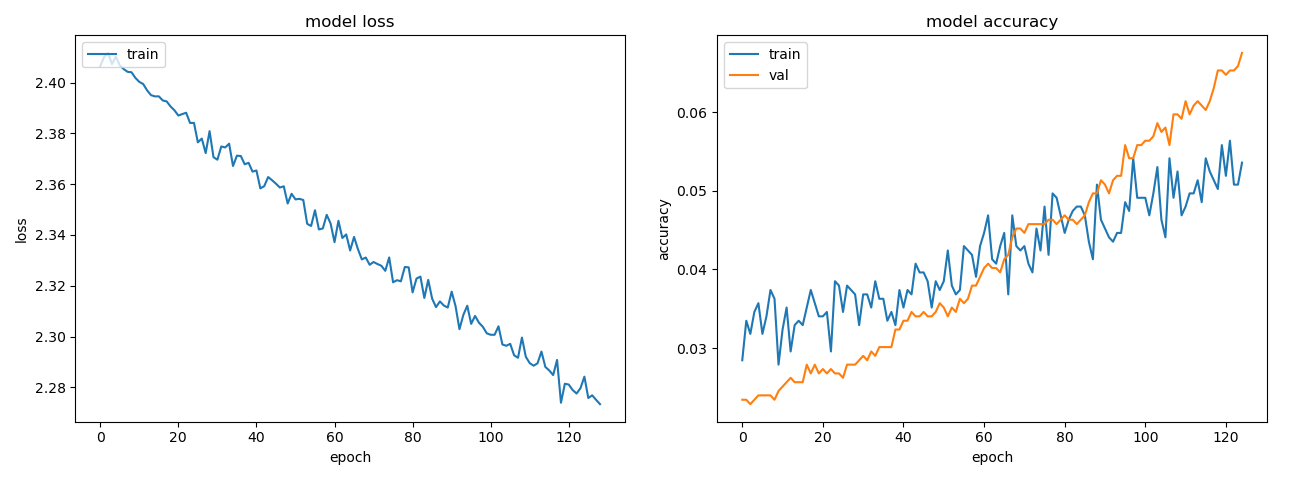 model loss
train
2.40
2.38
2.36
2.34
2.32
2.30
2.28
loss
0 20 40 60 80 100 120
epoch
model accuracy
train
val
0.06
0.05
0.04
0.03
accuracy
0 20 40 60 80 100 120
epoch